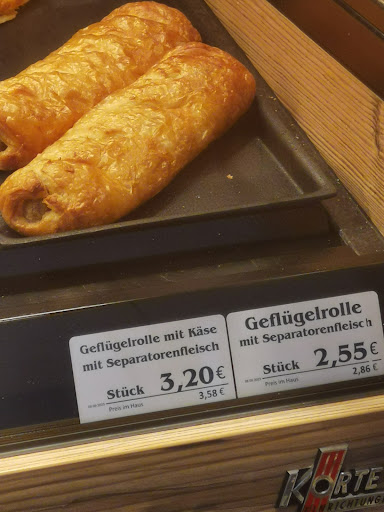 Geflügelrolle mit Käse
mit Separatorenfleisch
Stück 3,20€
Preis im Haus 3,58€
Geflügelrolle
mit Separatorenfleisch
Stück 2,55€
Preis im Haus 2,86€
KORTE
RICHTUNG